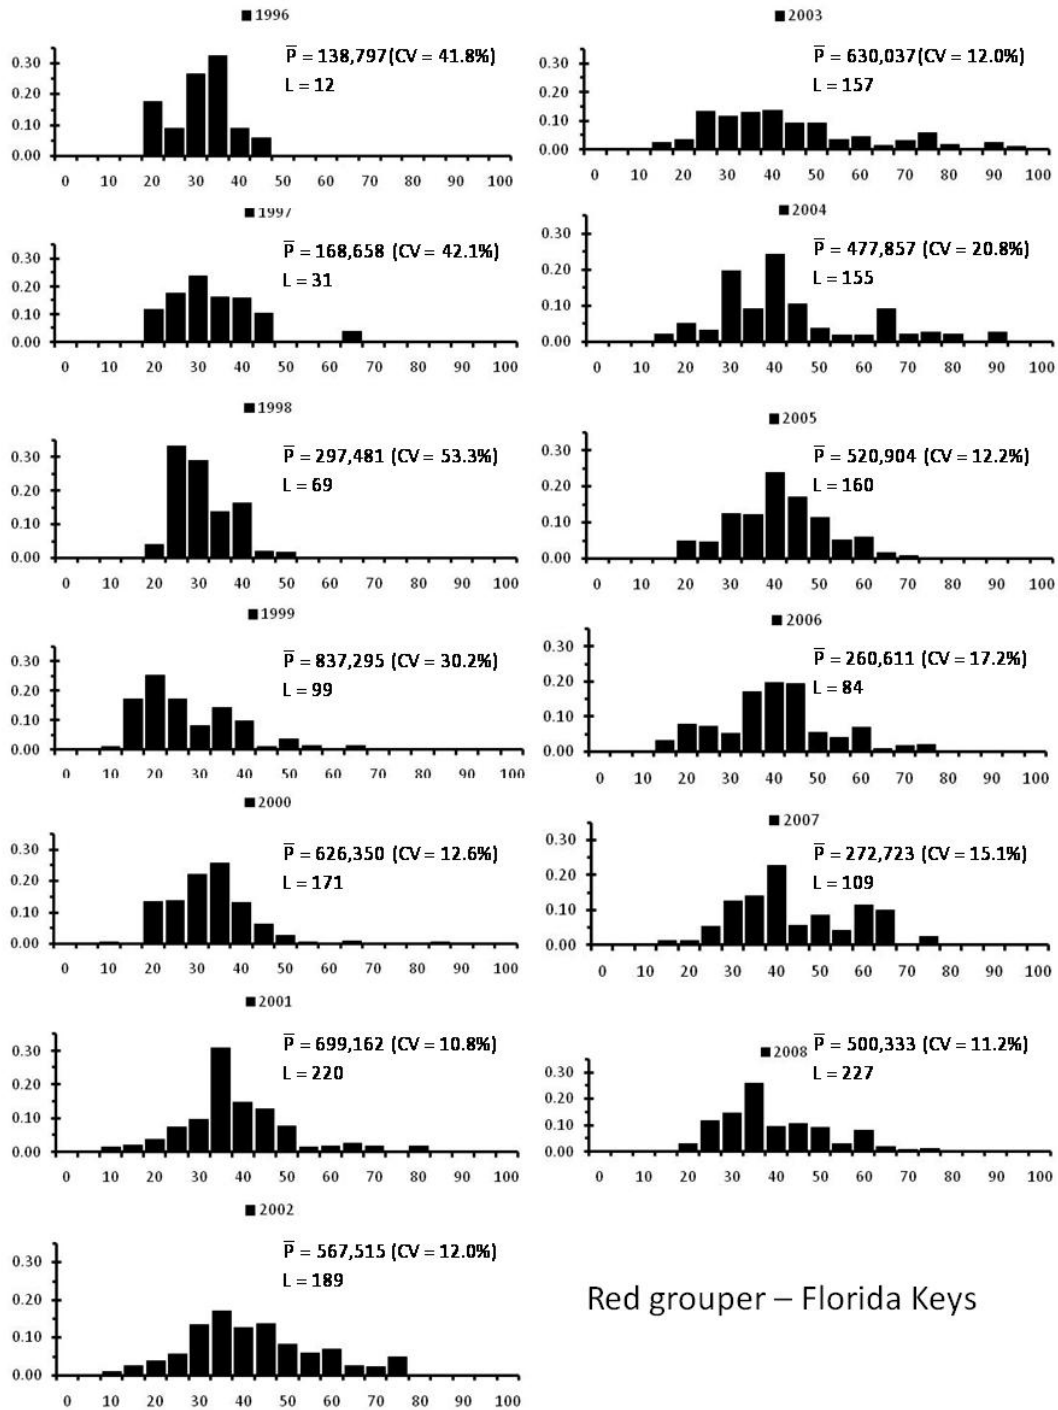 ■1996
P̅ = 138,797(CV = 41.8%)
L = 12
0.30
0.20
0.10
0.00
0 10 20 30 40 50 60 70 80 90 100
■1997
P̅ = 168,658 (CV = 42.1%)
L = 31
0.30
0.20
0.10
0.00
0 10 20 30 40 50 60 70 80 90 100
■1998
P̅ = 297,481 (CV = 53.3%)
L = 69
0.30
0.20
0.10
0.00
0 10 20 30 40 50 60 70 80 90 100
■1999
P̅ = 837,295 (CV = 30.2%)
L = 99
0.30
0.20
0.10
0.00
0 10 20 30 40 50 60 70 80 90 100
■2000
P̅ = 626,350 (CV = 12.6%)
L = 171
0.30
0.20
0.10
0.00
0 10 20 30 40 50 60 70 80 90 100
■2001
P̅ = 699,162 (CV = 10.8%)
L = 220
0.30
0.20
0.10
0.00
0 10 20 30 40 50 60 70 80 90 100
■2002
P̅ = 567,515 (CV = 12.0%)
L = 189
0.30
0.20
0.10
0.00
0 10 20 30 40 50 60 70 80 90 100
■2003
P̅ = 630,037(CV = 12.0%)
L = 157
0.30
0.20
0.10
0.00
0 10 20 30 40 50 60 70 80 90 100
■2004
P̅ = 477,857 (CV = 20.8%)
L = 155
0.30
0.20
0.10
0.00
0 10 20 30 40 50 60 70 80 90 100
■2005
P̅ = 520,904 (CV = 12.2%)
L = 160
0.30
0.20
0.10
0.00
0 10 20 30 40 50 60 70 80 90 100
■2006
P̅ = 260,611 (CV = 17.2%)
L = 84
0.30
0.20
0.10
0.00
0 10 20 30 40 50 60 70 80 90 100
■2007
P̅ = 272,723 (CV = 15.1%)
L = 109
0.30
0.20
0.10
0.00
0 10 20 30 40 50 60 70 80 90 100
■2008
P̅ = 500,333 (CV = 11.2%)
L = 227
0.30
0.20
0.10
0.00
0 10 20 30 40 50 60 70 80 90 100
Red grouper – Florida Keys